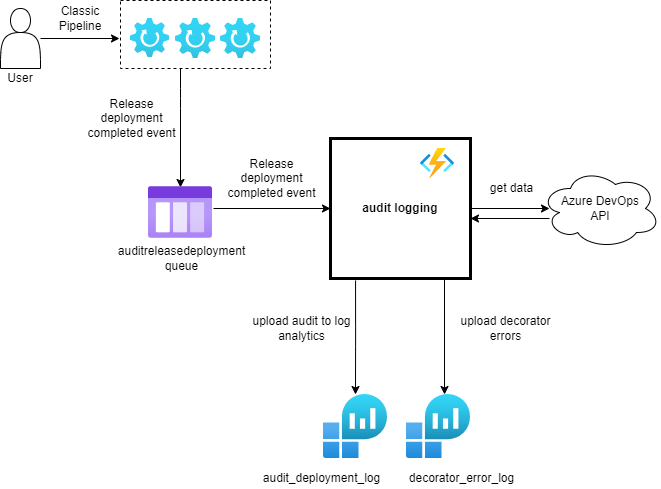 Classic
Pipeline
User
Release
deployment
completed event
Release
deployment
completed event
auditreleasedeployment
queue
audit logging
get data
Azure DevOps
API
upload audit to log
analytics
upload decorator
errors
audit_deployment_log
decorator_error_log